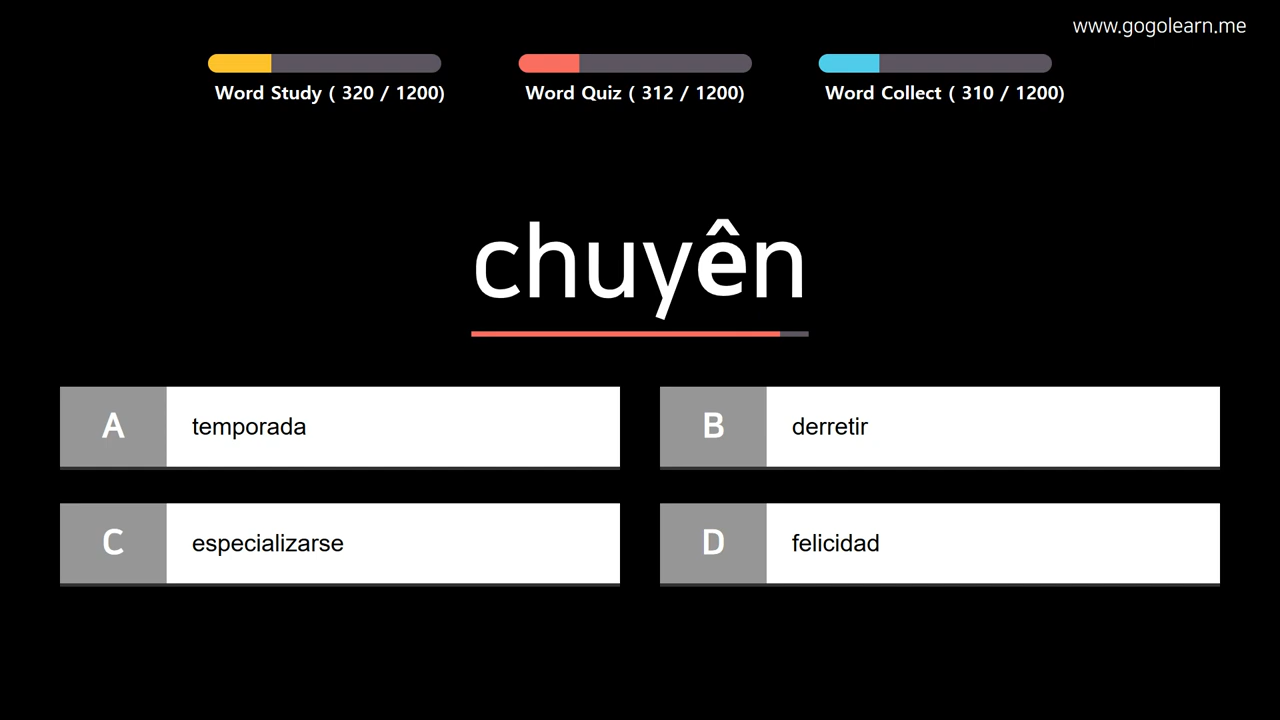 www.gogolearn.me
Word Study ( 320 / 1200)
Word Quiz ( 312 / 1200)
Word Collect ( 310 / 1200)
chuyên
A temporada
B derretir
C especializarse
D felicidad